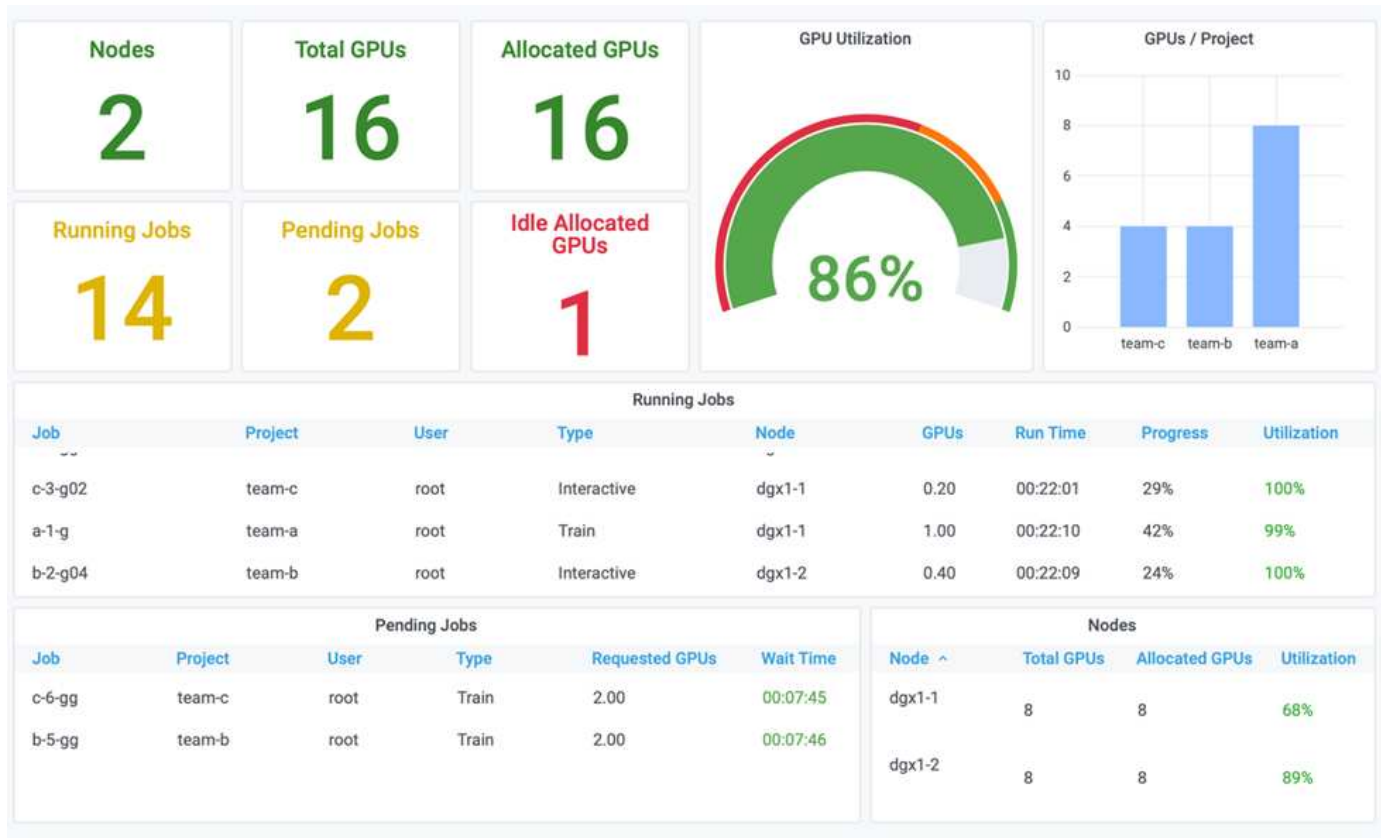 Nodes
2
Total GPUs
16
Allocated GPUs
16
Running Jobs
14
Pending Jobs
2
Idle Allocated
GPUs
1
GPU Utilization
86%
GPUs / Project
10
8
6
4
2
0
team-c team-b team-a
Running Jobs
Job Project User Type Node GPUs Run Time Progress Utilization
c-3-g02 team-c root Interactive dgx1-1 0.20 00:22:01 29% 100%
a-1-g team-a root Train dgx1-1 1.00 00:22:10 42% 99%
b-2-g04 team-b root Interactive dgx1-2 0.40 00:22:09 24% 100%
Pending Jobs
Job Project User Type Requested GPUs Wait Time
c-6-gg team-c root Train 2.00 00:07:45
b-5-gg team-b root Train 2.00 00:07:46
Nodes
Node Total GPUs Allocated GPUs Utilization
dgx1-1 8 8 68%
dgx1-2 8 8 89%